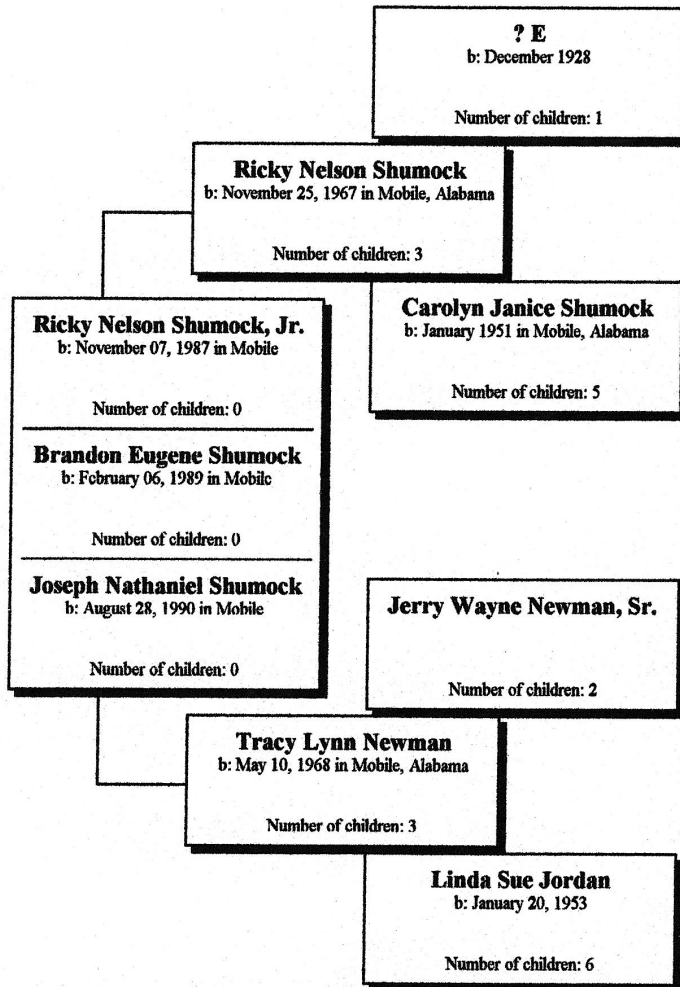 ? E
b: December 1928
Number of children: 1
Ricky Nelson Shumock
b: November 25, 1967 in Mobile, Alabama
Number of children: 3
Carolyn Janice Shumock
b: January 1951 in Mobile, Alabama
Number of children: 5
Ricky Nelson Shumock, Jr.
b: November 07, 1987 in Mobile
Number of children: 0
Brandon Eugene Shumock
b: February 06, 1989 in Mobile
Number of children: 0
Joseph Nathaniel Shumock
b: August 28, 1990 in Mobile
Number of children: 0
Jerry Wayne Newman, Sr.
Number of children: 2
Tracy Lynn Newman
b: May 10, 1968 in Mobile, Alabama
Number of children: 3
Linda Sue Jordan
b: January 20, 1953
Number of children: 6